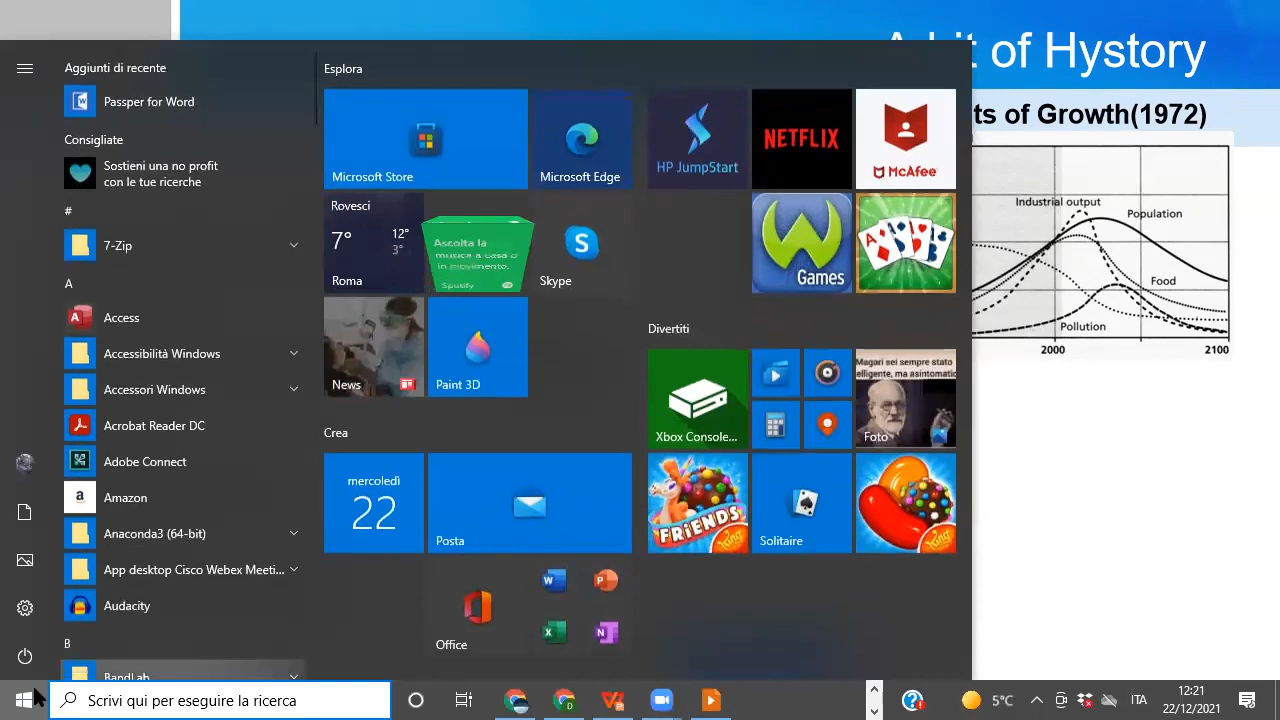 A bit of Hystory
ts of Growth(1972)
Aggiunti di recente
Passper for Word
Consigliate
Sostieni una no profit
con le tue ricerche
#
7-Zip
A
Access
Accessibilità Windows
Accessori Windows
Acrobat Reader DC
Adobe Connect
Amazon
Anaconda3 (64-bit)
App desktop Cisco Webex Meeti...
Audacity
B
BandLab
Esplora
Microsoft Store
Microsoft Edge
Rovesci
7°
12°
3°
Roma
Ascolta la
musica a casa o
in movimento.
Spotify
Skype
News
Paint 3D
Crea
mercoledì
22
Posta
Office
HP JumpStart
NETFLIX
McAfee
W
Games
A
Divertiti
Xbox Console...
Magari sei sempre stato
elligente, ma asintomatic
Foto
FRIENDS
King
Solitaire
King
Industrial output
Population
Food
Pollution
2000
2100
Scrivi qui per eseguire la ricerca
5°C
ITA
12:21
22/12/2021